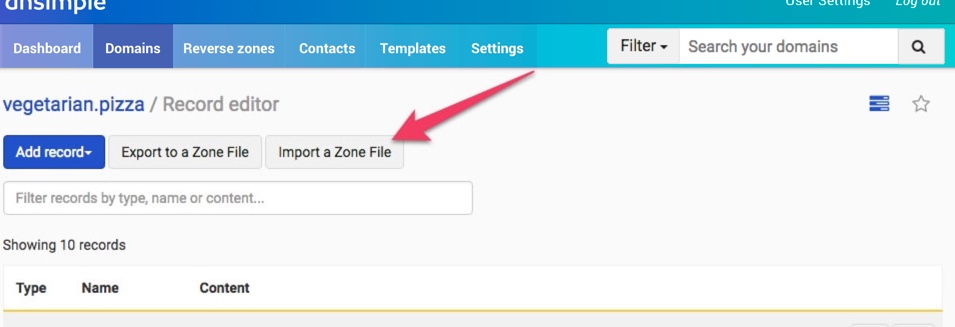 dnsimple
User Settings Log out
Dashboard Domains Reverse zones Contacts Templates Settings Filter Search your domains
vegetarian.pizza / Record editor
Add record Export to a Zone File Import a Zone File
Filter records by type, name or content...
Showing 10 records
Type Name Content